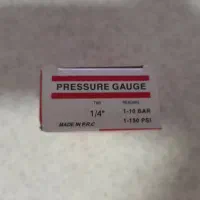 PRESSURE GAUGE
1/4"
1-10 BAR
MADE IN P.R.C
1-150 PSI